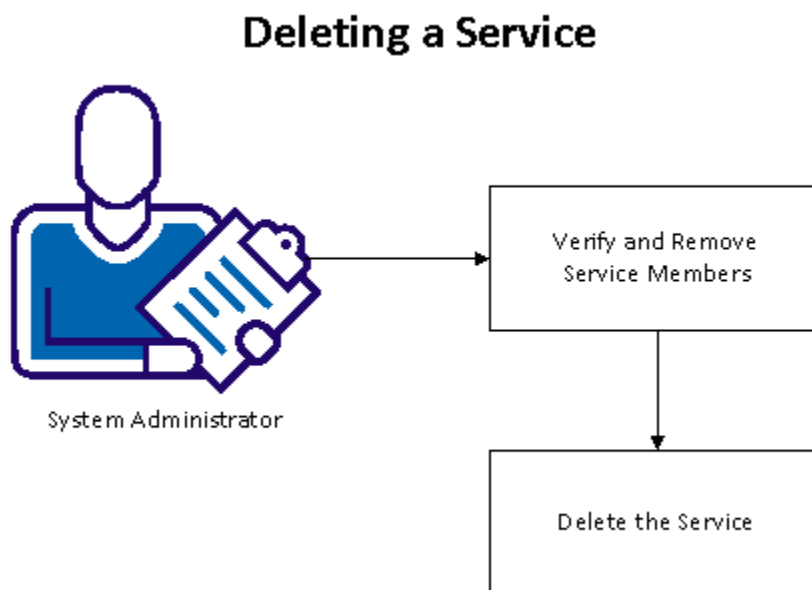 Deleting a Service
Verify and Remove
Service Members
System Administrator
Delete the Service